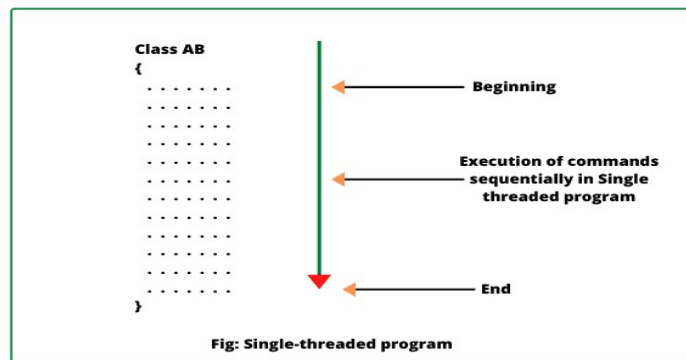 Class AB
{
. . . . . . .
. . . . . . .
. . . . . . .
. . . . . . .
. . . . . . .
. . . . . . .
. . . . . . .
. . . . . . .
. . . . . . .
. . . . . . .
. . . . . . .
. . . . . . .
}
Beginning
Execution of commands
sequentially in Single
threaded program
End
Fig: Single-threaded program